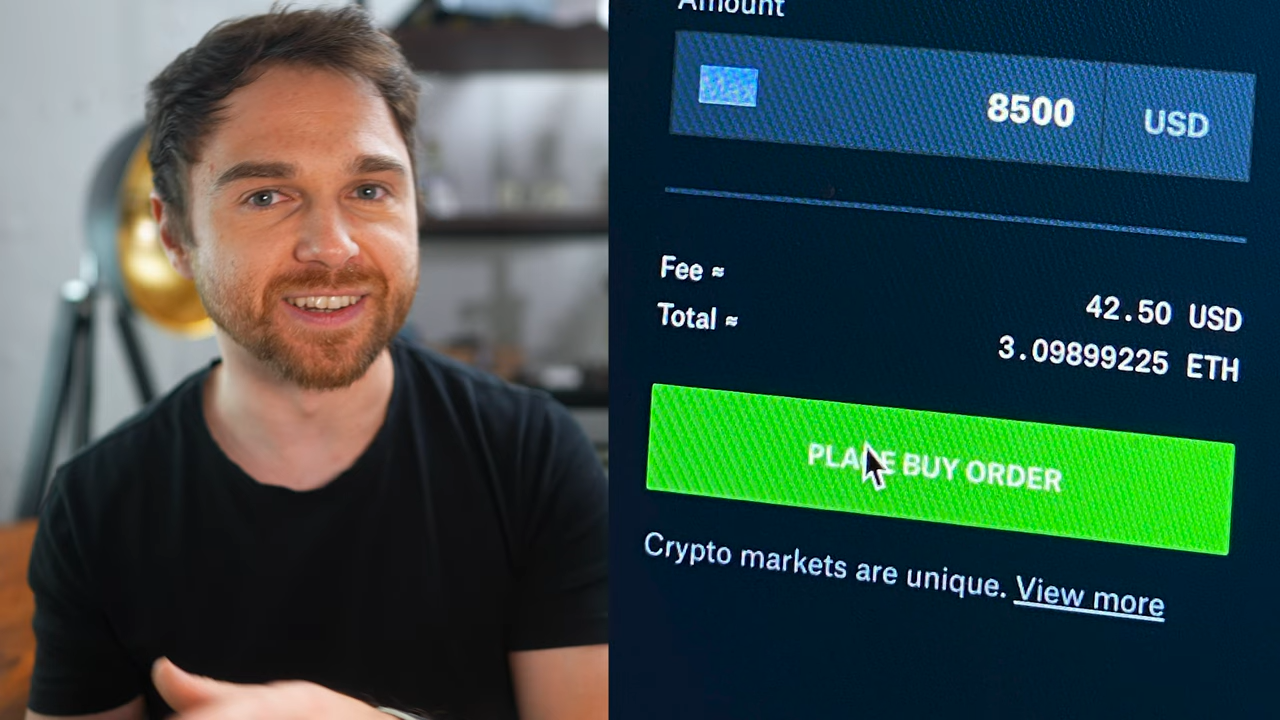 Amount
Max
8500
USD
Fee ≈
42.50 USD
Total ≈
3.09899225 ETH
PLACE BUY ORDER
Crypto markets are unique. View more